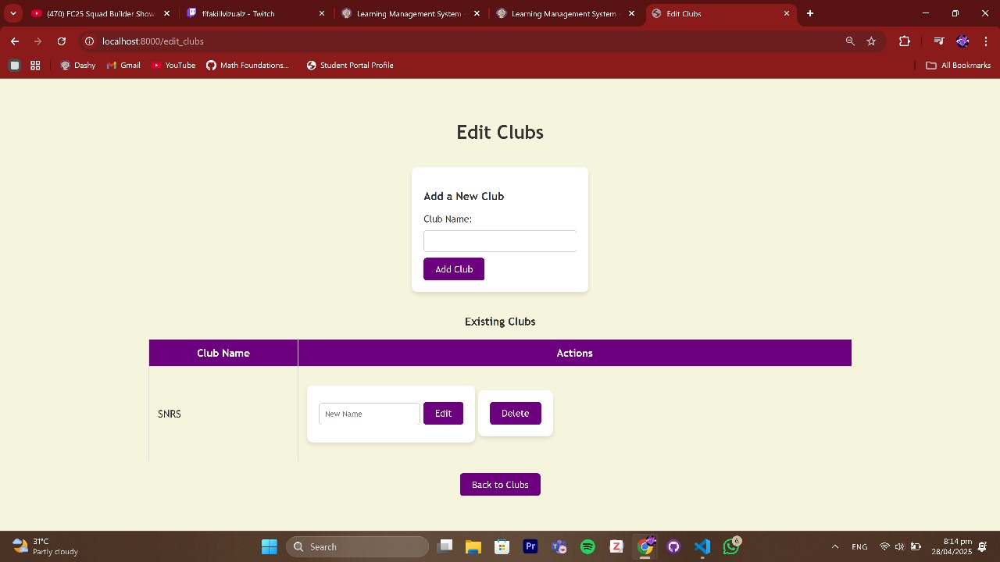 (470) FC25 Squad Builder Show
fifakillvizualz - Twitch
Learning Management System
Learning Management System
Edit Clubs
localhost:8000/edit_clubs
Dashy
Gmail
YouTube
Math Foundations...
Student Portal Profile
All Bookmarks
Edit Clubs
Add a New Club
Club Name:
Add Club
Existing Clubs
Club Name Actions
SNRS New Name Edit Delete
Back to Clubs
31°C
Partly cloudy
Search
Pr
Z
6
ENG
8:14 pm
28/04/2025